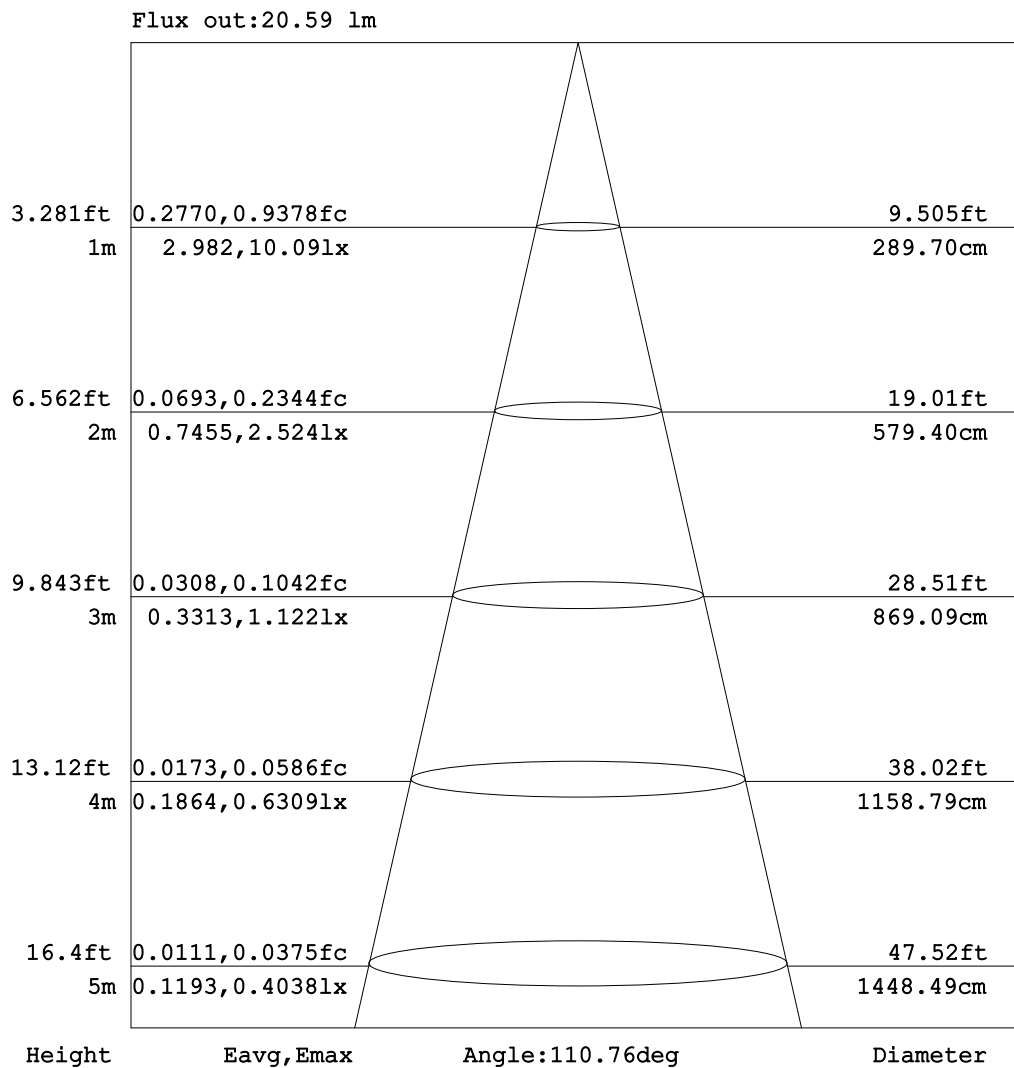 Flux out:20.59 lm
3.281ft 0.2770,0.9378fc 9.505ft
1m 2.982,10.09lx 289.70cm
6.562ft 0.0693,0.2344fc 19.01ft
2m 0.7455,2.524lx 579.40cm
9.843ft 0.0308,0.1042fc 28.51ft
3m 0.3313,1.122lx 869.09cm
13.12ft 0.0173,0.0586fc 38.02ft
4m 0.1864,0.6309lx 1158.79cm
16.4ft 0.0111,0.0375fc 47.52ft
5m 0.1193,0.4038lx 1448.49cm
Height Eavg,Emax Angle:110.76deg Diameter